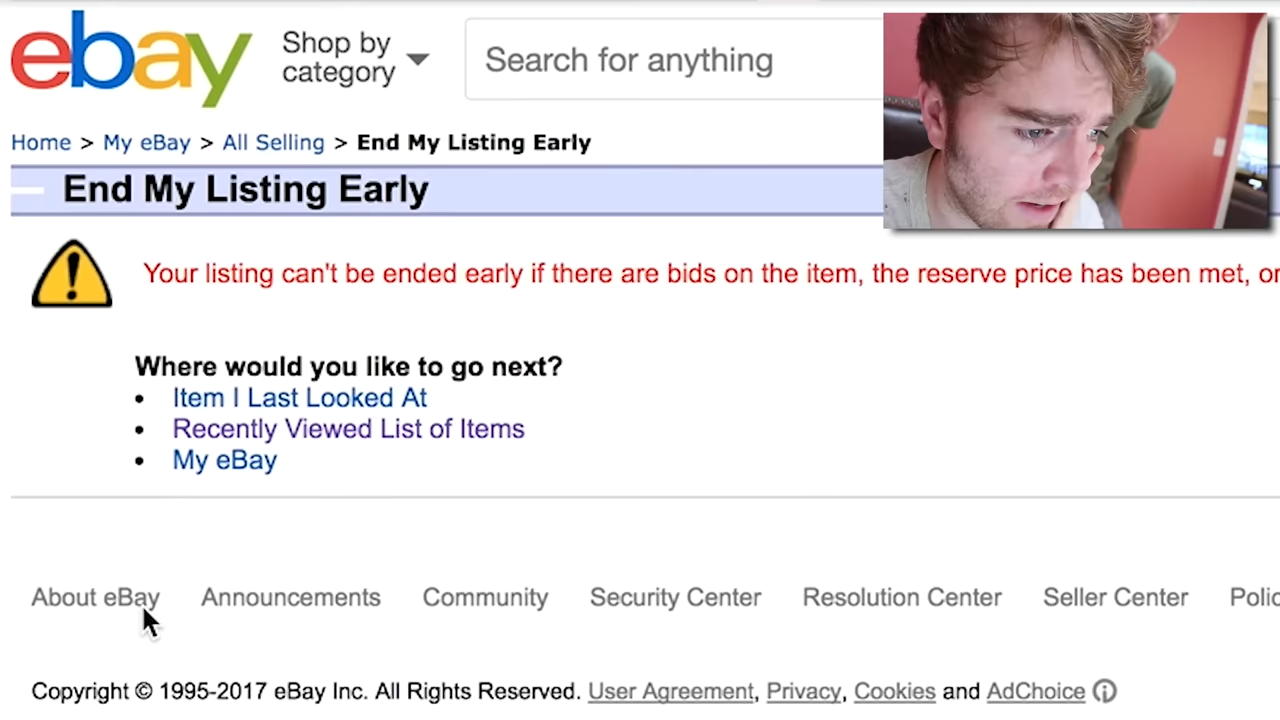 ebay
Shop by
category
Search for anything
Home > My eBay > All Selling > End My Listing Early
End My Listing Early
Your listing can't be ended early if there are bids on the item, the reserve price has been met, or
Where would you like to go next?
• Item I Last Looked At
• Recently Viewed List of Items
• My eBay
About eBay Announcements Community Security Center Resolution Center Seller Center
Copyright © 1995-2017 eBay Inc. All Rights Reserved. User Agreement, Privacy, Cookies and AdChoice